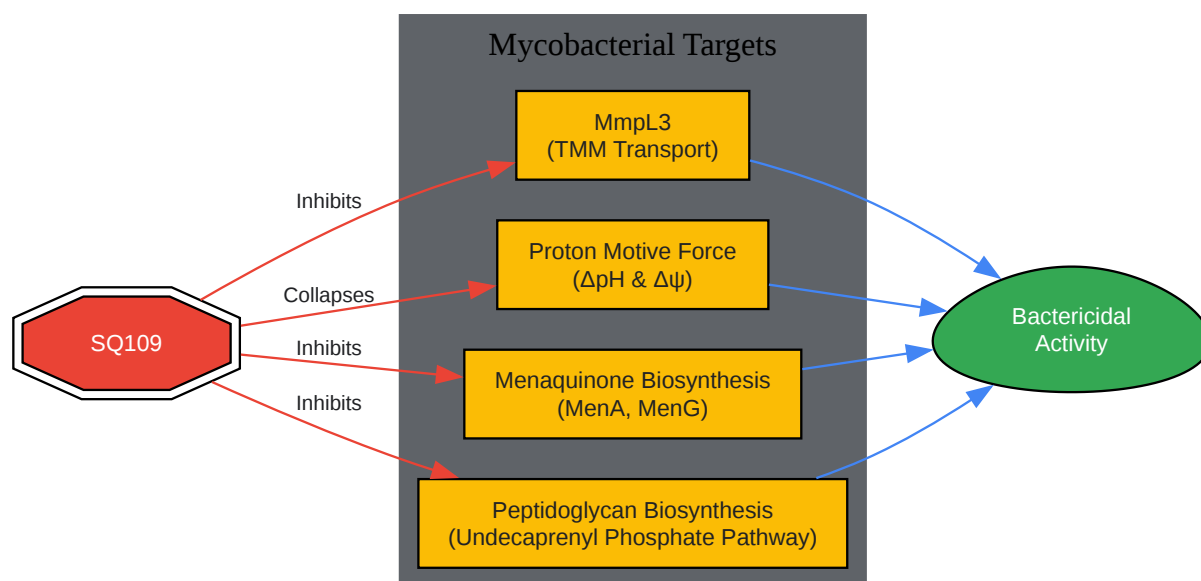 Mycobacterial Targets
MmpL3
(TMM Transport)
Inhibits
Proton Motive Force
(ΔpH & Δψ)
Collapses
SQ109
Bactericidal
Activity
Inhibits
Menaquinone Biosynthesis
(MenA, MenG)
Inhibits
Peptidoglycan Biosynthesis
(Undecaprenyl Phosphate Pathway)